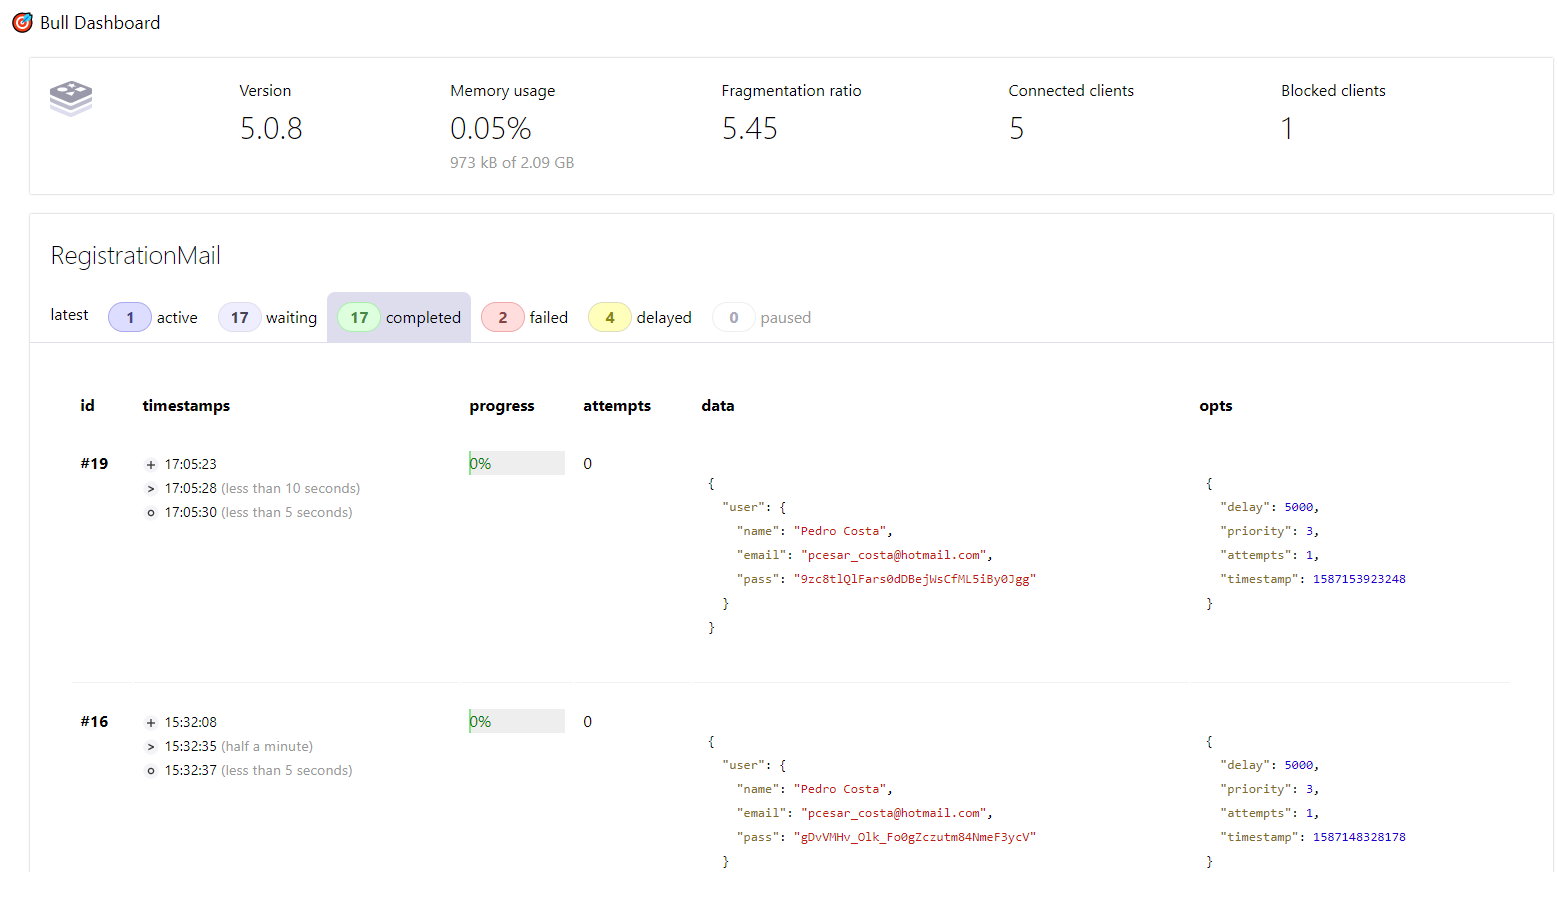 Bull Dashboard
Version Memory usage Fragmentation ratio Connected clients Blocked clients
5.0.8 0.05% 5.45 5 1
973 kB of 2.09 GB
RegistrationMail
latest 1 active 17 waiting 17 completed 2 failed 4 delayed 0 paused
id timestamps progress attempts data opts
#19 + 17:05:23 0% 0
> 17:05:28 (less than 10 seconds)
17:05:30 (less than 5 seconds)
{
"user": {
"name": "Pedro Costa",
"email": "pcesar_costa@hotmail.com",
"pass": "9zc8tlQlFars0dDBejWsCfML5iBy0Jgg"
}
}
{
"delay": 5000,
"priority": 3,
"attempts": 1,
"timestamp": 1587153923248
}
#16 + 15:32:08 0% 0
> 15:32:35 (half a minute)
15:32:37 (less than 5 seconds)
{
"user": {
"name": "Pedro Costa",
"email": "pcesar_costa@hotmail.com",
"pass": "gDvVMHv_Olk_Fo0gZczutm84NmeF3ycV"
}
{
"delay": 5000,
"priority": 3,
"attempts": 1,
"timestamp": 1587148328178
}